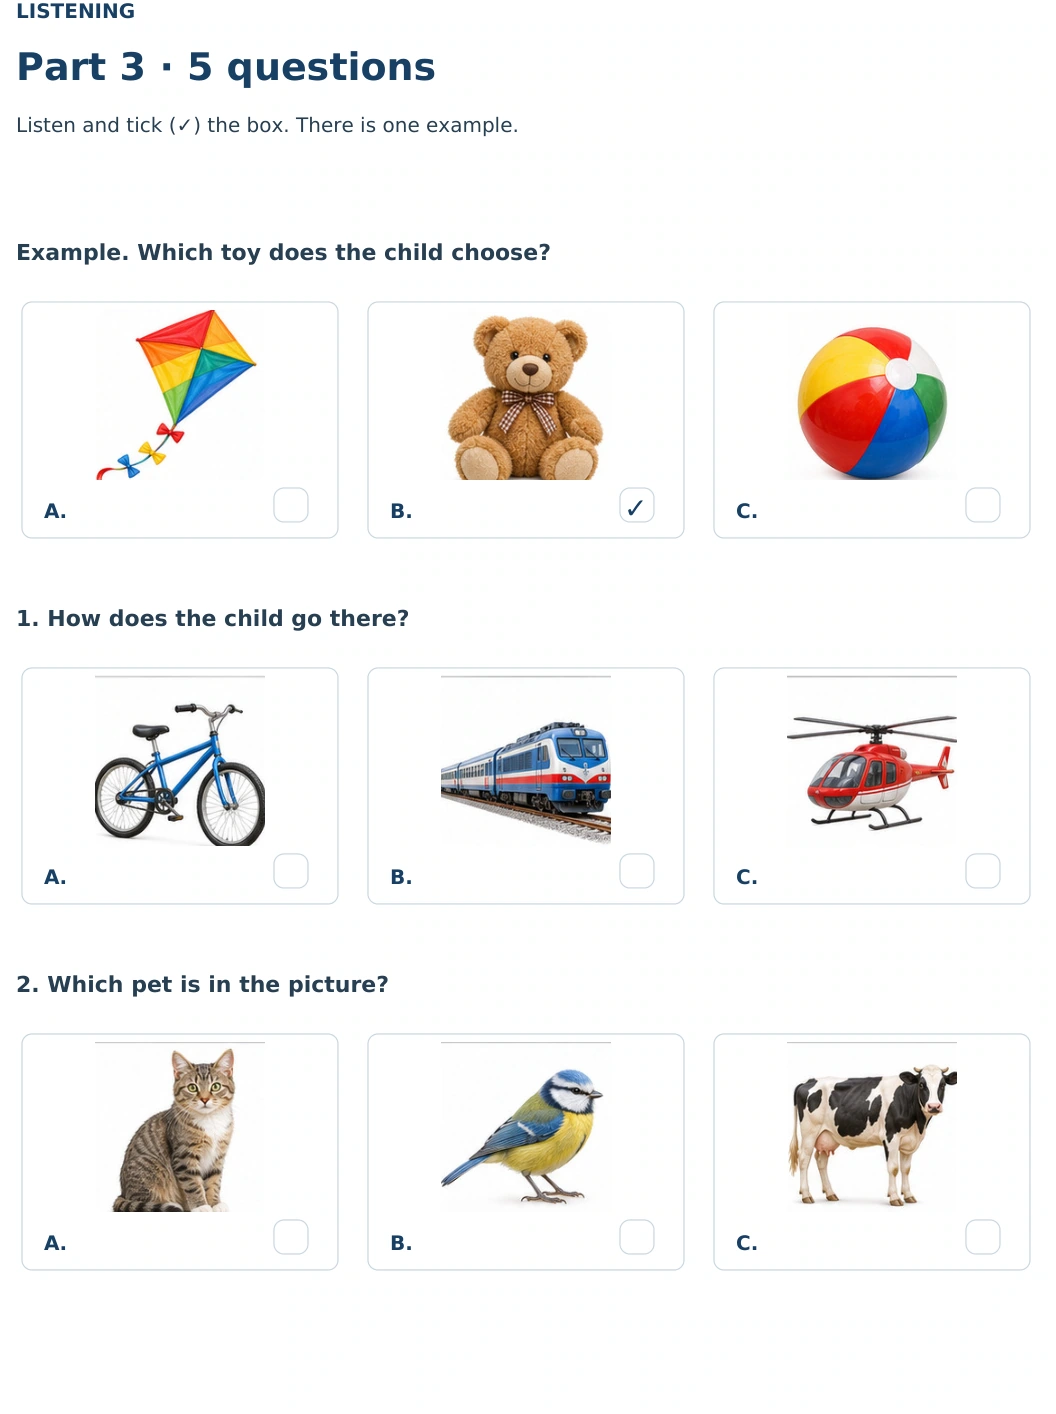 LISTENING
Part 3 · 5 questions
Listen and tick (✓) the box. There is one example.
Example. Which toy does the child choose?
A. B. ✓ C.
1. How does the child go there?
A. B. C.
2. Which pet is in the picture?
A. B. C.